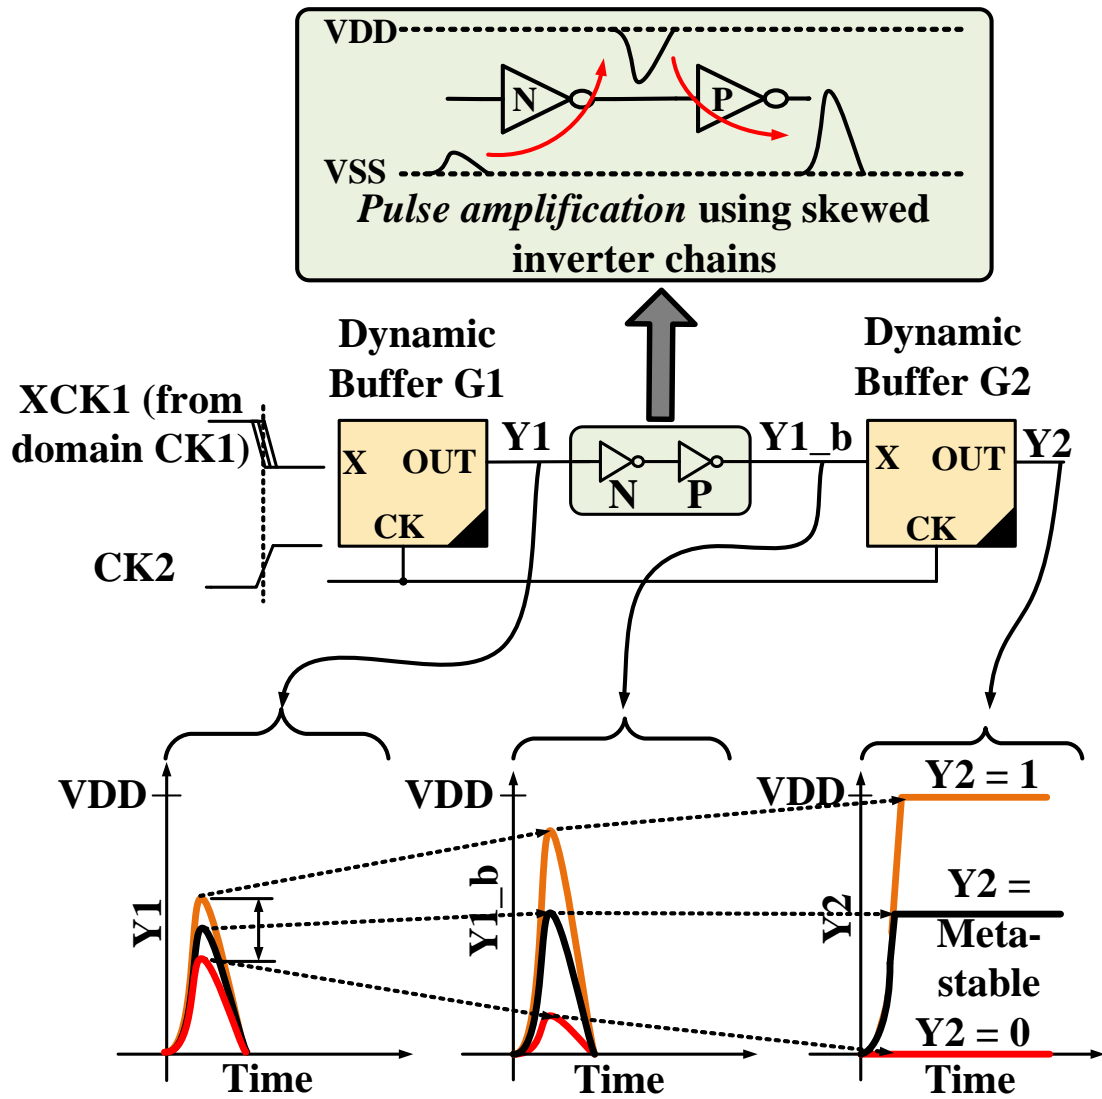 VDD
N
P
VSS
Pulse amplification using skewed
inverter chains
Dynamic
Buffer G1
Dynamic
Buffer G2
XCK1 (from
domain CK1)
X
OUT
CK
Y1
N
P
Y1_b
X
OUT
CK
Y2
CK2
VDD
Y1
Time
VDD
Y1_b
Time
VDD
Y2
Y2 = 1
Y2 =
Meta-
stable
Y2 = 0
Time